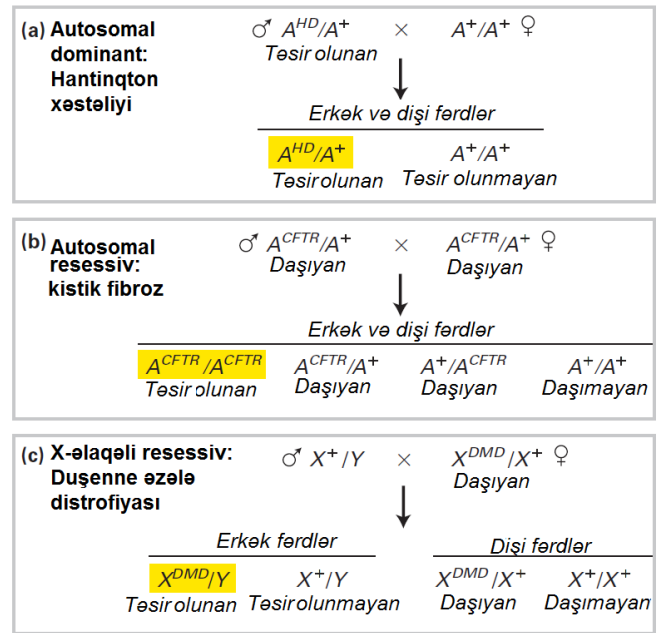 (a) Autosomal dominant: Hantinqton xəstəliyi
♂ A^HD/A^+ × A^+/A^+ ♀
Təsir olunan
Erkək və dişi fərdlər
A^HD/A^+ A^+/A^+
Təsir olunan Təsir olunmayan
(b) Autosomal resessiv: kistik fibroz
♂ A^CFTR/A^+ × A^CFTR/A^+ ♀
Daşıyan Daşıyan
Erkək və dişi fərdlər
A^CFTR/A^CFTR A^CFTR/A^+ A^+/A^CFTR A^+/A^+
Təsir olunan Daşıyan Daşıyan Daşımayan
(c) X-əlaqəli resessiv: Duşenne əzələ distrofiyası
♂ X^+/Y × X^DMD/X^+ ♀
Daşıyan
Erkək fərdlər Dişi fərdlər
X^DMD/Y X^+/Y X^DMD/X^+ X^+/X^+
Təsir olunan Təsir olunmayan Daşıyan Daşımayan